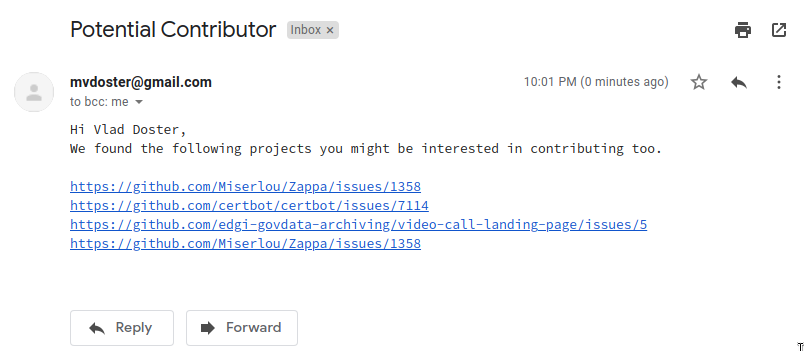 Potential Contributor Inbox ×
mvdoster@gmail.com 10:01 PM (0 minutes ago)
to bcc: me
Hi Vlad Doster,
We found the following projects you might be interested in contributing too.
https://github.com/Miserlou/Zappa/issues/1358
https://github.com/certbot/certbot/issues/7114
https://github.com/edgi-govdata-archiving/video-call-landing-page/issues/5
https://github.com/Miserlou/Zappa/issues/1358
Reply Forward